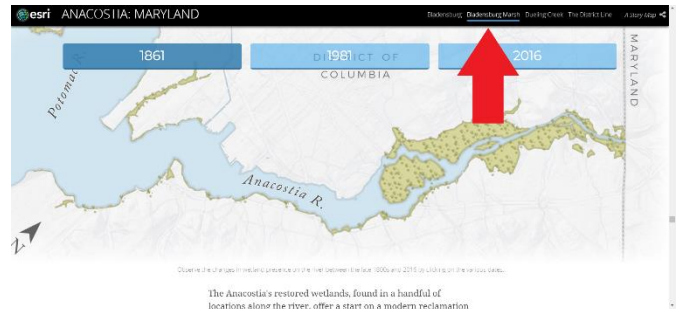 esri ANACOSTIA: MARYLAND
Bladensburg Bladensburg Marsh Dueling Creek The District Line A Story Map
1861
1981
2016
DISTRICT OF
COLUMBIA
MARYLAND
Potomac
Anacostia R.
N
Observe the changes in wetland presence on the river between the late 1800s and 2016 by clicking on the various dates.
The Anacostia's restored wetlands, found in a handful of
locations along the river, offer a start on a modern reclamation